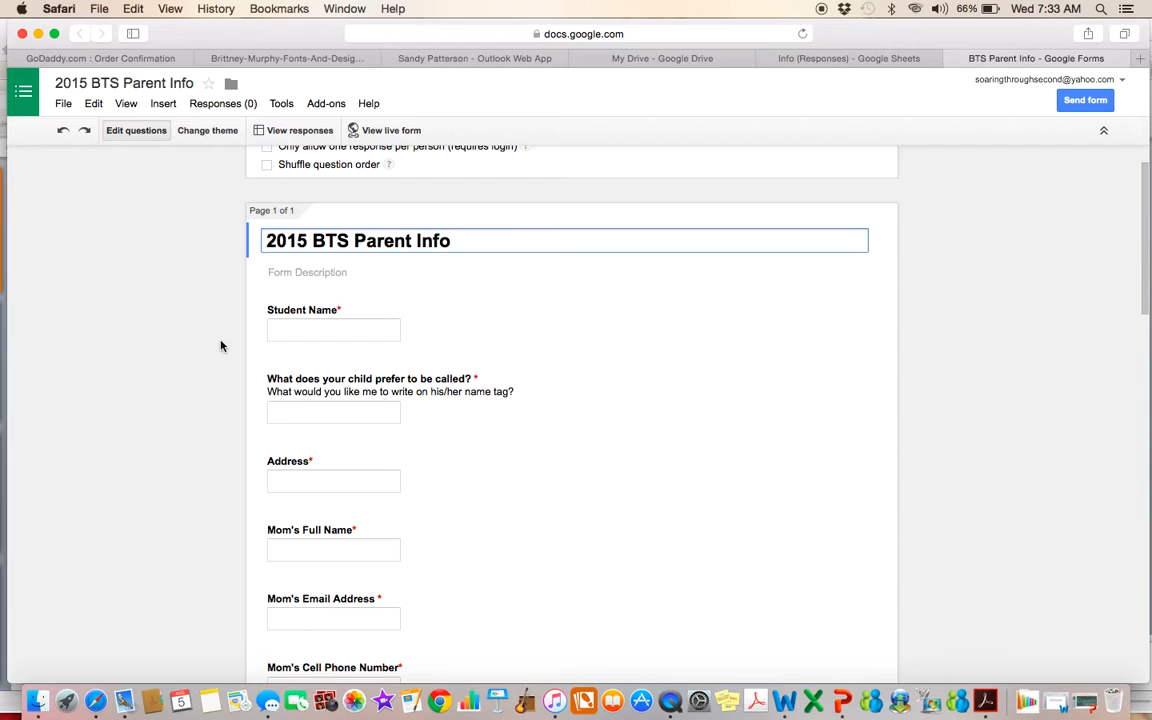 Safari File Edit View History Bookmarks Window Help 66% Wed 7:33 AM
docs.google.com
GoDaddy.com : Order Confirmation Brittney-Murphy-Fonts-And-Desig... Sandy Patterson - Outlook Web App My Drive - Google Drive Info (Responses) - Google Sheets BTS Parent Info - Google Forms
2015 BTS Parent Info soaringthroughsecond@yahoo.com
File Edit View Insert Responses (0) Tools Add-ons Help Send form
Edit questions Change theme View responses View live form
Only allow one response per person (requires login) ?
Shuffle question order ?
Page 1 of 1
2015 BTS Parent Info
Form Description
Student Name*
What does your child prefer to be called? *
What would you like me to write on his/her name tag?
Address*
Mom's Full Name*
Mom's Email Address *
Mom's Cell Phone Number*
5